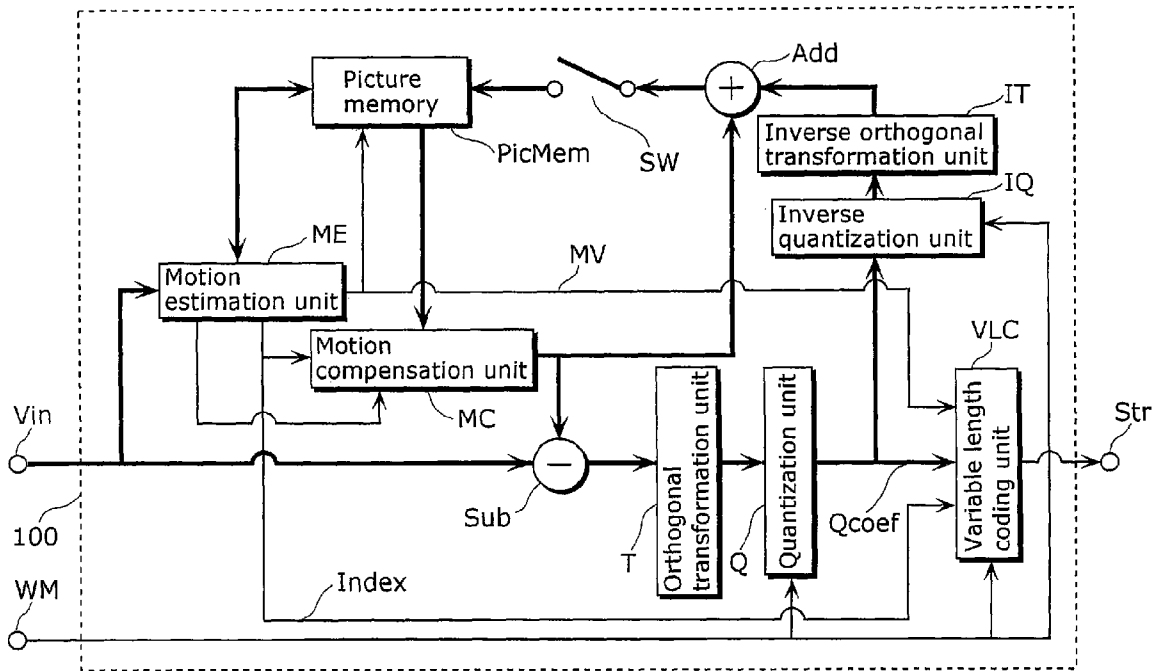 Add
Picture
memory
+
IT
Inverse orthogonal
transformation unit
PicMem
SW
IQ
Inverse
quantization unit
ME
Motion
estimation unit
MV
VLC
Motion
compensation unit
MC
Vin
Str
−
Sub
Orthogonal
transformation unit
T
Quantization unit
Q
Qcoef
Variable length
coding unit
100
WM
Index